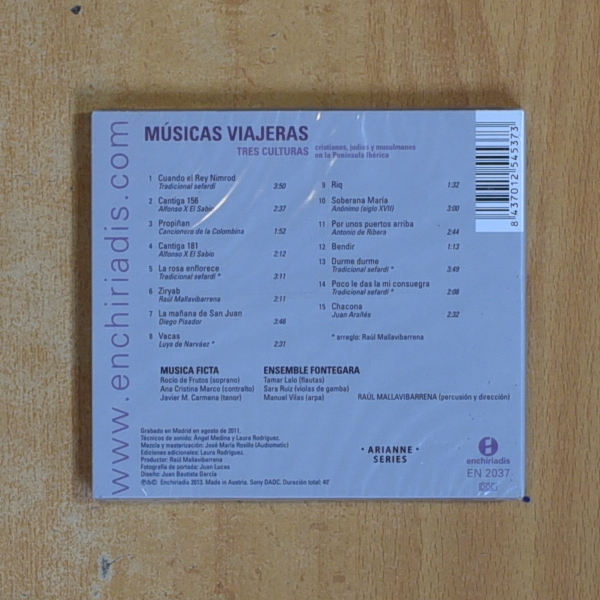 MÚSICAS VIAJERAS
TRES CULTURAS cristianos, judíos y musulmanes
en la Península Ibérica
1 Cuando el Rey Nimrod
Tradicional sefardí 3:50
2 Cantiga 156
Alfonso X El Sabio 2:37
3 Propiñan
Cancionero de la Colombina 1:52
4 Cantiga 181
Alfonso X El Sabio 2:12
5 La rosa enflorece
Tradicional sefardí * 3:11
6 Ziryab
Raúl Mallavibarrena 2:11
7 La mañana de San Juan
Diego Pisador 3:46
8 Vacas
Luys de Narváez * 2:31
9 Riq 1:32
10 Soberana María
Anónimo (siglo XVII) 3:00
11 Por unos puertos arriba
Antonio de Ribera 2:44
12 Bendir 1:13
13 Durme durme
Tradicional sefardí * 3:49
14 Poco le das la mi consuegra
Tradicional sefardí * 2:06
15 Chacona
Juan Arañés 2:32
* arreglo: Raúl Mallavibarrena
MUSICA FICTA
Rocío de Frutos (soprano)
Ana Cristina Marco (contralto)
Javier M. Carmena (tenor)
ENSEMBLE FONTEGARA
Tamar Lalo (flautas)
Sara Ruiz (violas de gamba)
Manuel Vilas (arpa)
RAÚL MALLAVIBARRENA (percusión y dirección)
Grabado en Madrid en agosto de 2011.
Técnicos de sonido: Ángel Medina y Laura Rodríguez.
Mezcla y masterización: José María Rosillo (Audiomatic)
Ediciones adicionales: Laura Rodríguez.
Productor: Raúl Mallavibarrena
Fotografía de portada: Juan Lucas
Diseño: Juan Bautista García
℗&© Enchiriadis 2013. Made in Austria. Sony DADC. Duración total: 40'
· ARIANNE ·
SERIES
enchiriadis
EN 2037
www.enchiriadis.com
8 437012 545373